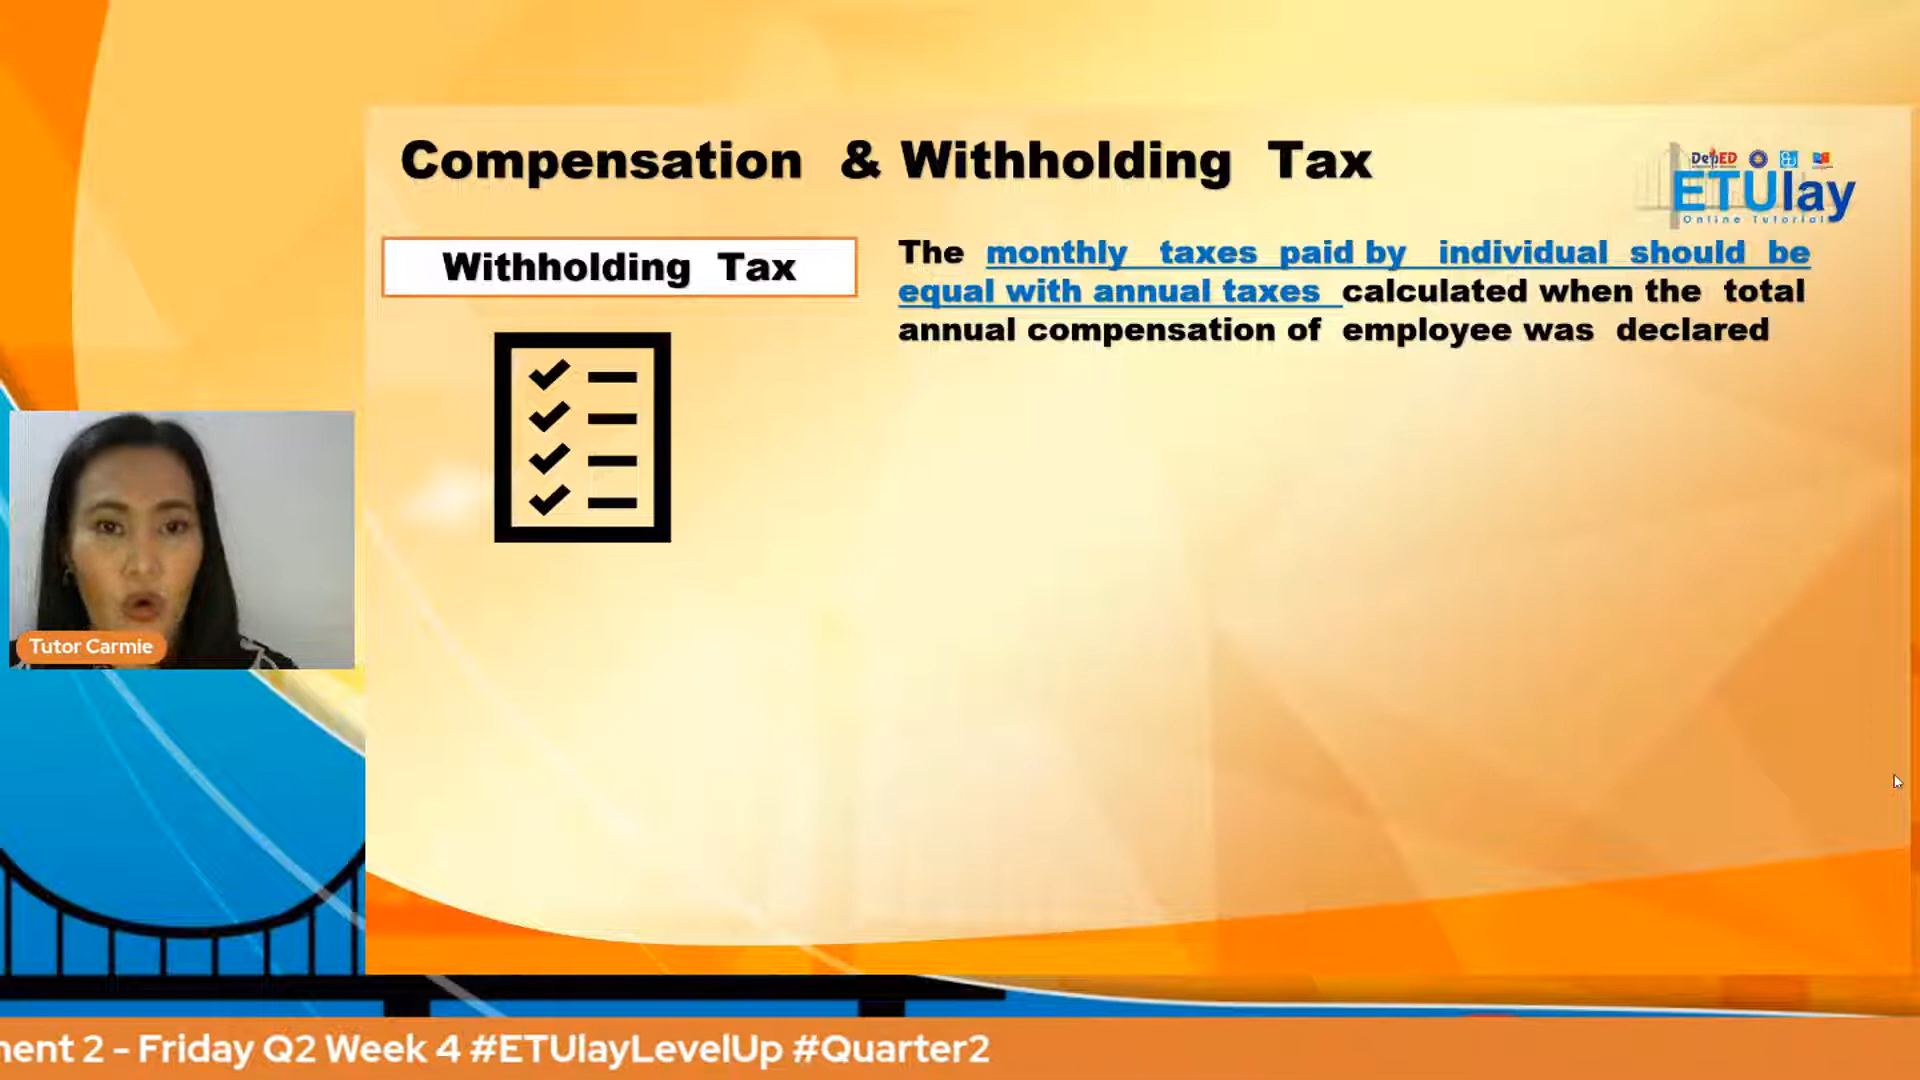 Compensation & Withholding Tax
DepED
ETUlay
Online Tutorial
Withholding Tax
The monthly taxes paid by individual should be
equal with annual taxes calculated when the total
annual compensation of employee was declared
Tutor Carmie
ment 2 - Friday Q2 Week 4 #ETUlayLevelUp #Quarter2